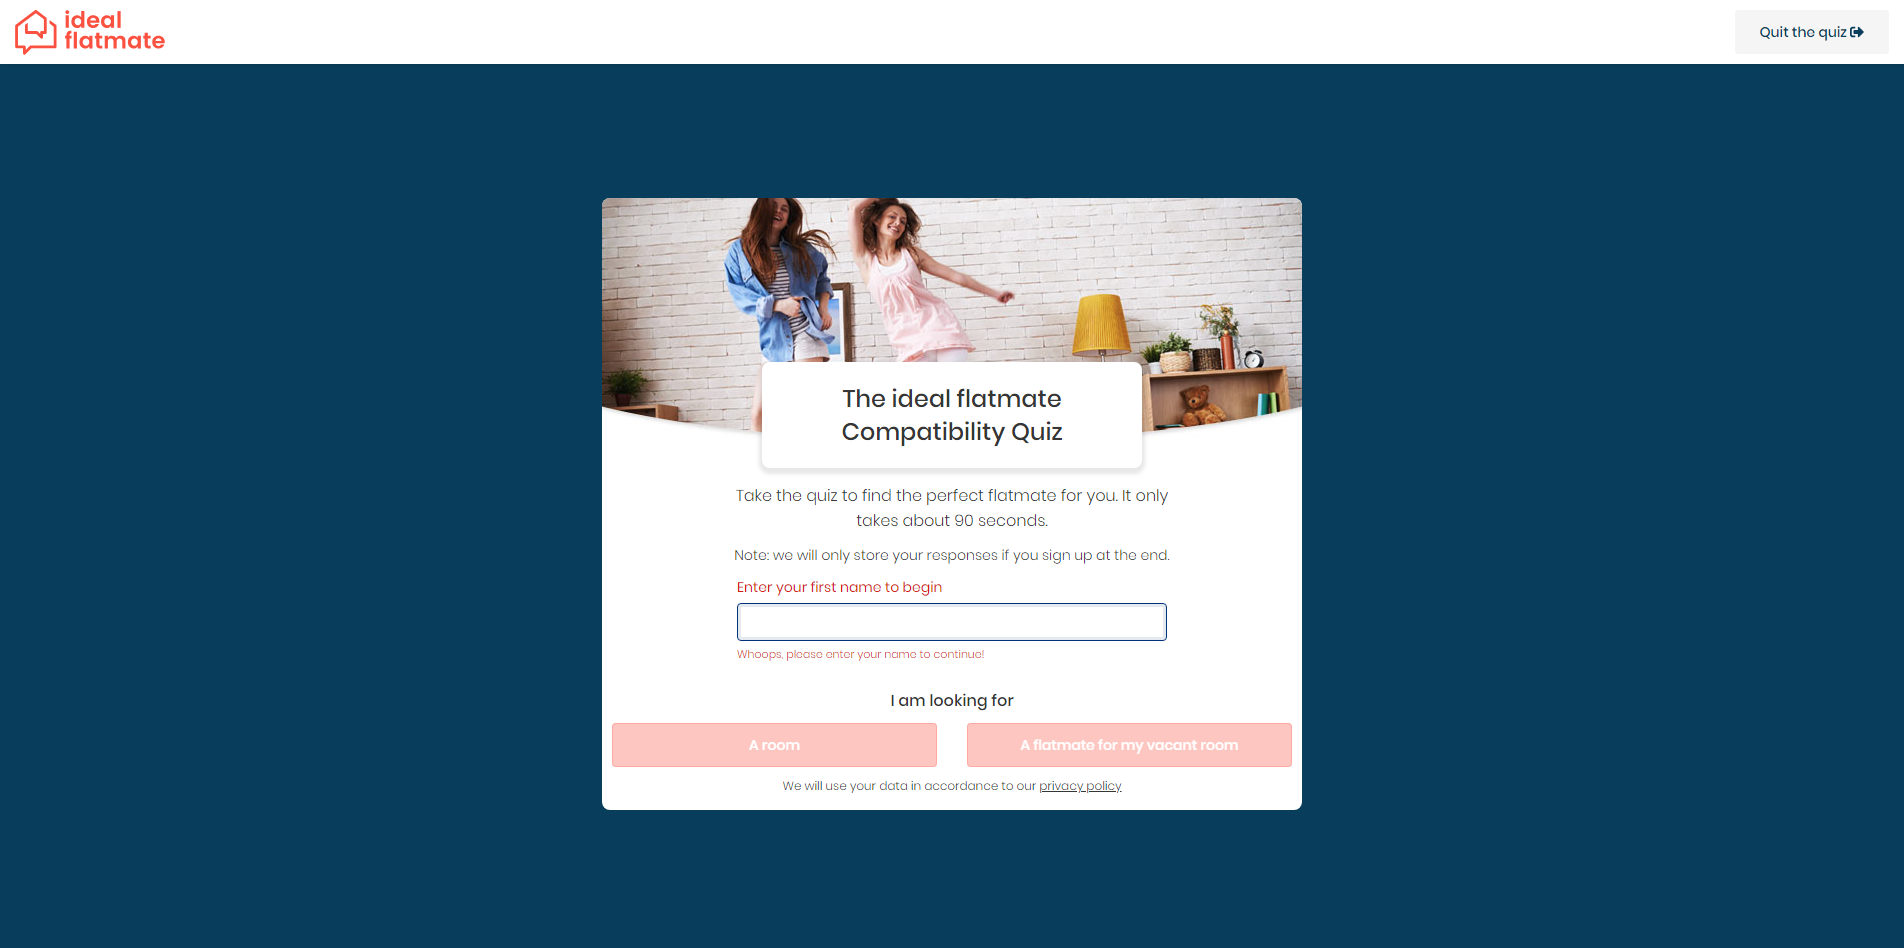 ideal
flatmate
Quit the quiz
The ideal flatmate
Compatibility Quiz
Take the quiz to find the perfect flatmate for you. It only
takes about 90 seconds.
Note: we will only store your responses if you sign up at the end.
Enter your first name to begin
Whoops, please enter your name to continue!
I am looking for
A room
A flatmate for my vacant room
We will use your data in accordance to our privacy policy